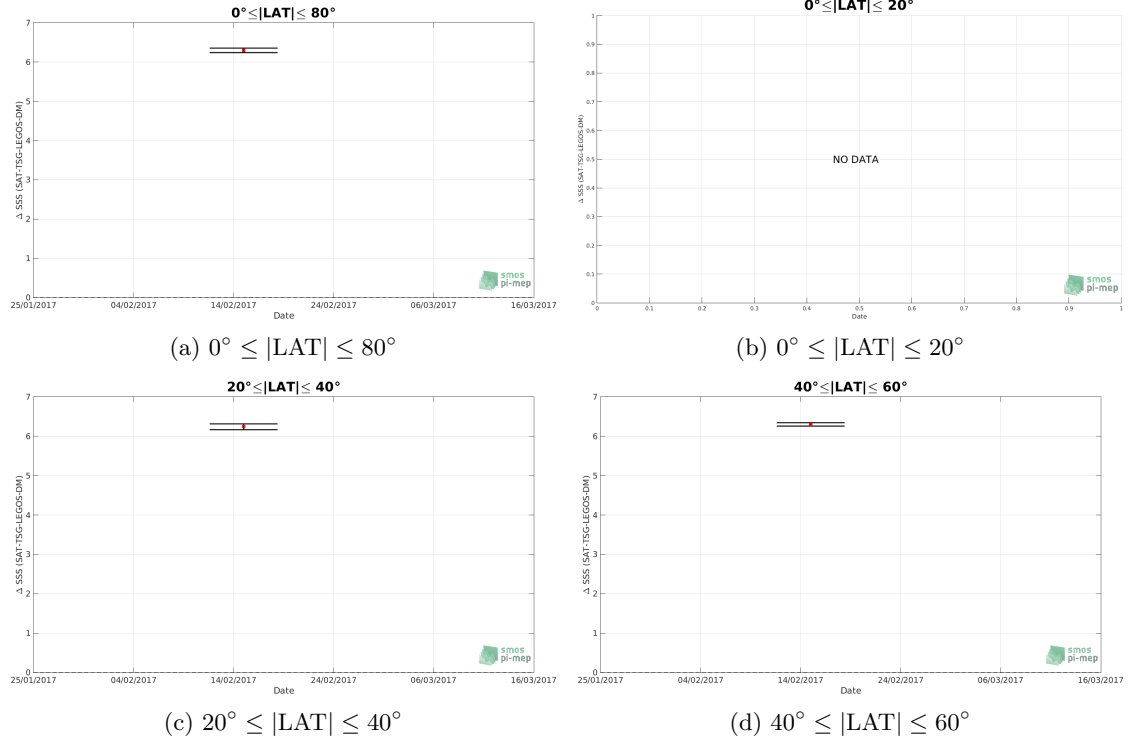 0°≤|LAT|≤ 80°
7
6
5
4
3
2
1
0
Δ SSS (SAT-TSG-LEGOS-DM)
25/01/2017 04/02/2017 14/02/2017 24/02/2017 06/03/2017 16/03/2017
Date
smos
pi-mep
(a) 0° ≤ |LAT| ≤ 80°
0°≤|LAT|≤ 20°
1
0.9
0.8
0.7
0.6
0.5
0.4
0.3
0.2
0.1
0
Δ SSS (SAT-TSG-LEGOS-DM)
NO DATA
0 0.1 0.2 0.3 0.4 0.5 0.6 0.7 0.8 0.9 1
Date
smos
pi-mep
(b) 0° ≤ |LAT| ≤ 20°
20°≤|LAT|≤ 40°
7
6
5
4
3
2
1
0
Δ SSS (SAT-TSG-LEGOS-DM)
25/01/2017 04/02/2017 14/02/2017 24/02/2017 06/03/2017 16/03/2017
Date
smos
pi-mep
(c) 20° ≤ |LAT| ≤ 40°
40°≤|LAT|≤ 60°
7
6
5
4
3
2
1
0
Δ SSS (SAT-TSG-LEGOS-DM)
25/01/2017 04/02/2017 14/02/2017 24/02/2017 06/03/2017 16/03/2017
Date
smos
pi-mep
(d) 40° ≤ |LAT| ≤ 60°